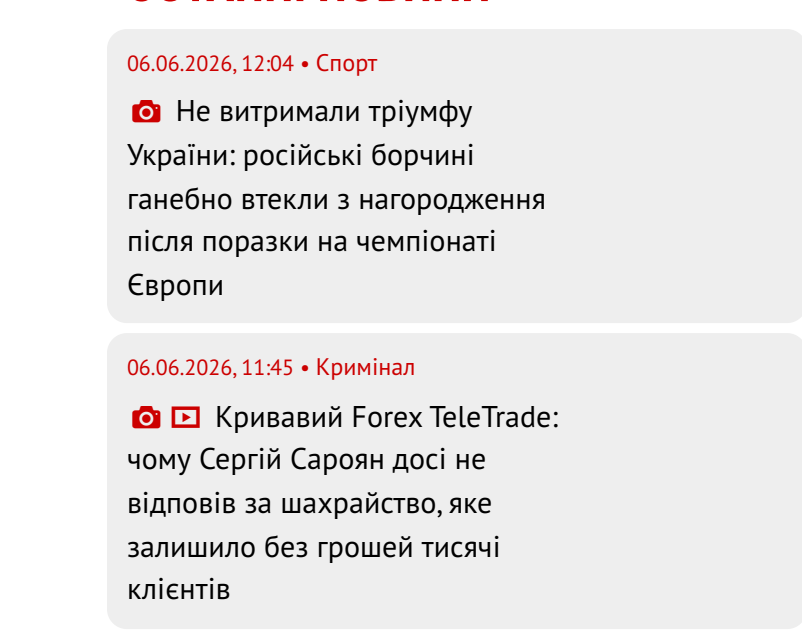 06.06.2026, 12:04 • Спорт
Не витримали тріумфу
України: російські борчині
ганебно втекли з нагородження
після поразки на чемпіонаті
Європи
06.06.2026, 11:45 • Кримінал
Кривавий Forex TeleTrade:
чому Сергій Сароян досі не
відповів за шахрайство, яке
залишило без грошей тисячі
клієнтів